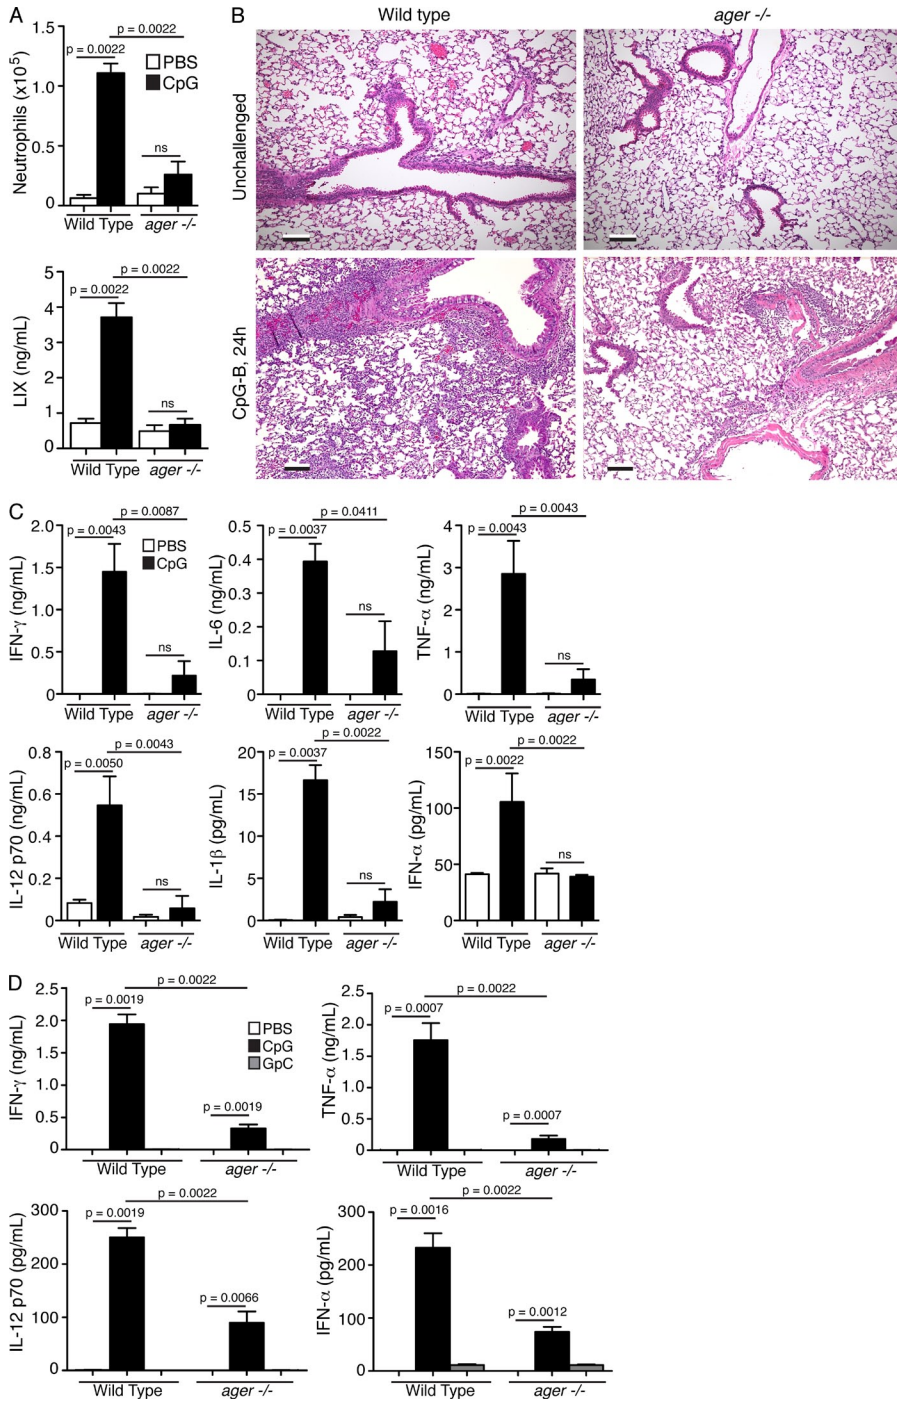 A
p = 0.0022
p = 0.0022
PBS
CpG
ns
Neutrophils (x10⁵)
1.5
1.0
0.5
0
Wild Type
ager -/-
p = 0.0022
p = 0.0022
ns
LIX (ng/mL)
5
4
3
2
1
0
Wild Type
ager -/-
B
Wild type
ager -/-
Unchallenged
CpG-B, 24h
C
p = 0.0087
p = 0.0043
PBS
CpG
ns
IFN-γ (ng/mL)
2.0
1.5
1.0
0.5
0
Wild Type
ager -/-
p = 0.0411
p = 0.0037
ns
IL-6 (ng/mL)
0.5
0.4
0.3
0.2
0.1
0
Wild Type
ager -/-
p = 0.0043
p = 0.0043
ns
TNF-α (ng/mL)
4
3
2
1
0
Wild Type
ager -/-
p = 0.0043
p = 0.0050
ns
IL-12 p70 (ng/mL)
0.8
0.6
0.4
0.2
0
Wild Type
ager -/-
p = 0.0022
p = 0.0037
ns
IL-1β (pg/mL)
20
15
10
5
0
Wild Type
ager -/-
p = 0.0022
p = 0.0022
ns
IFN-α (pg/mL)
150
100
50
0
Wild Type
ager -/-
D
p = 0.0022
p = 0.0019
PBS
CpG
GpC
p = 0.0019
IFN-γ (ng/mL)
2.5
2.0
1.5
1.0
0.5
0
Wild Type
ager -/-
p = 0.0022
p = 0.0007
p = 0.0007
TNF-α (ng/mL)
2.5
2.0
1.5
1.0
0.5
0
Wild Type
ager -/-
p = 0.0022
p = 0.0019
p = 0.0066
IL-12 p70 (pg/mL)
300
200
100
0
Wild Type
ager -/-
p = 0.0022
p = 0.0016
p = 0.0012
IFN-α (pg/mL)
300
200
100
0
Wild Type
ager -/-